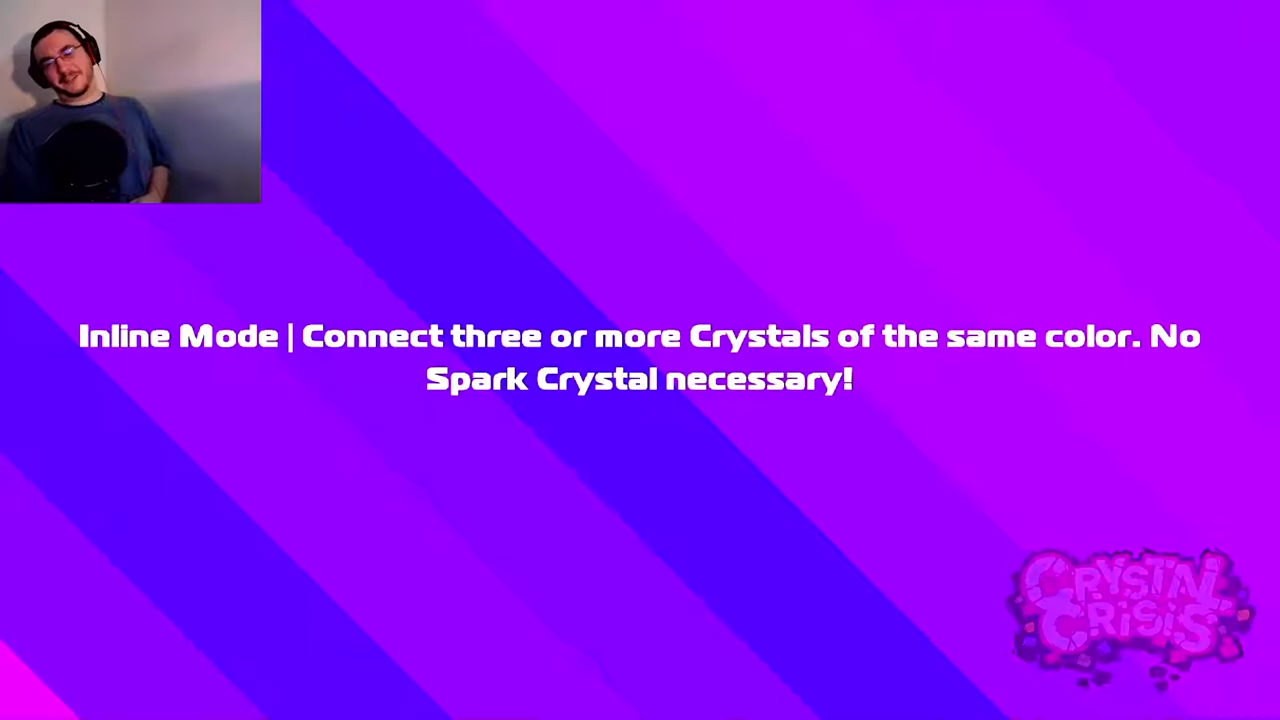 Inline Mode | Connect three or more Crystals of the same color. No
Spark Crystal necessary!
CRYSTAL
CRISIS